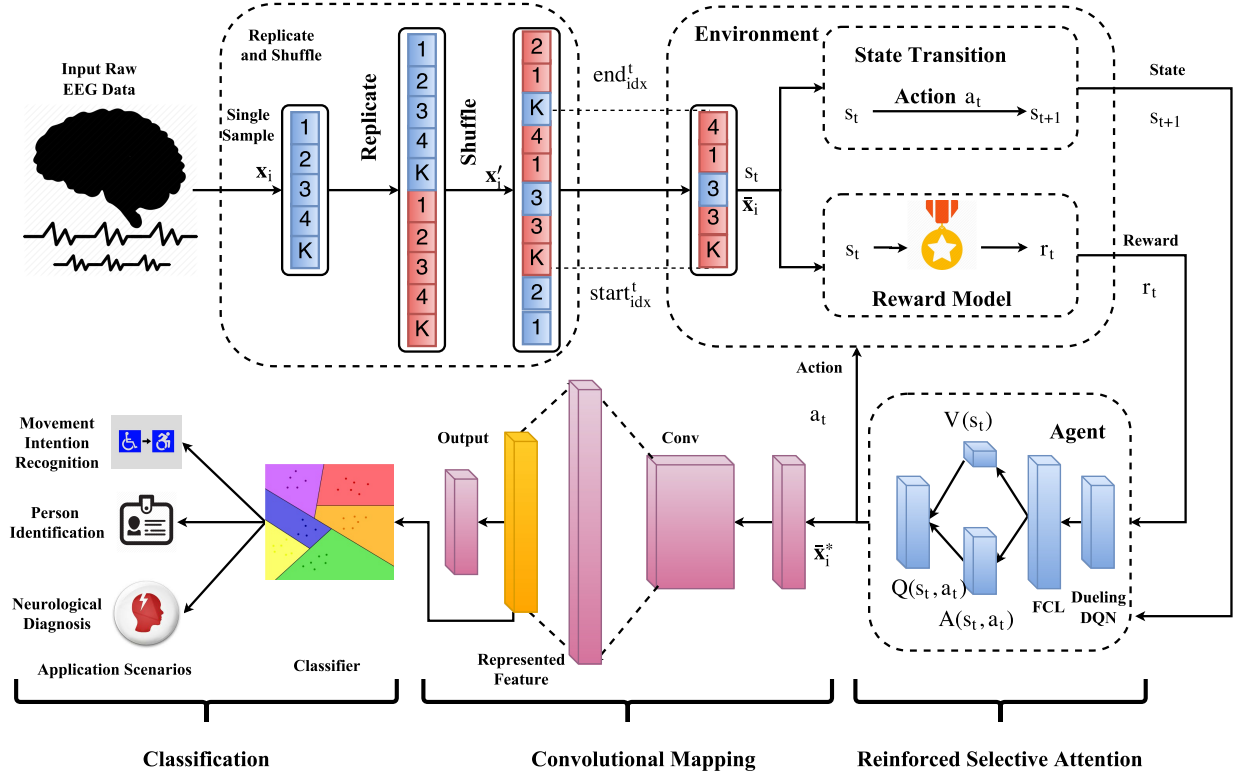 Input Raw
EEG Data
Replicate
and Shuffle
Single
Sample
x_i
1
2
3
4
K
Replicate
1
2
3
4
K
1
2
3
4
K
Shuffle
x′_i
2
1
K
4
1
3
3
K
2
1
end^t_idx
start^t_idx
Environment
4
1
3
3
K
s_t
x̄_i
State Transition
s_t
Action a_t
s_{t+1}
s_t
r_t
Reward Model
State
s_{t+1}
Reward
r_t
Action
a_t
Agent
V(s_t)
Q(s_t, a_t)
A(s_t, a_t)
FCL
Dueling
DQN
x̄*_i
Conv
Output
Represented
Feature
Classifier
Movement
Intention
Recognition
Person
Identification
Neurological
Diagnosis
Application Scenarios
Classification
Convolutional Mapping
Reinforced Selective Attention